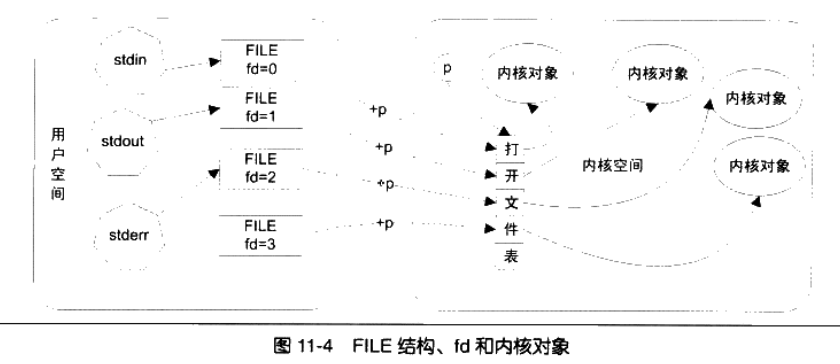 stdin
FILE
fd=0
stdout
FILE
fd=1
FILE
fd=2
stderr
FILE
fd=3
用户空间
+p
+p
+p
+p
p
内核对象
内核对象
内核对象
内核对象
内核空间
打
开
文
件
表
图 11-4 FILE 结构、fd 和内核对象